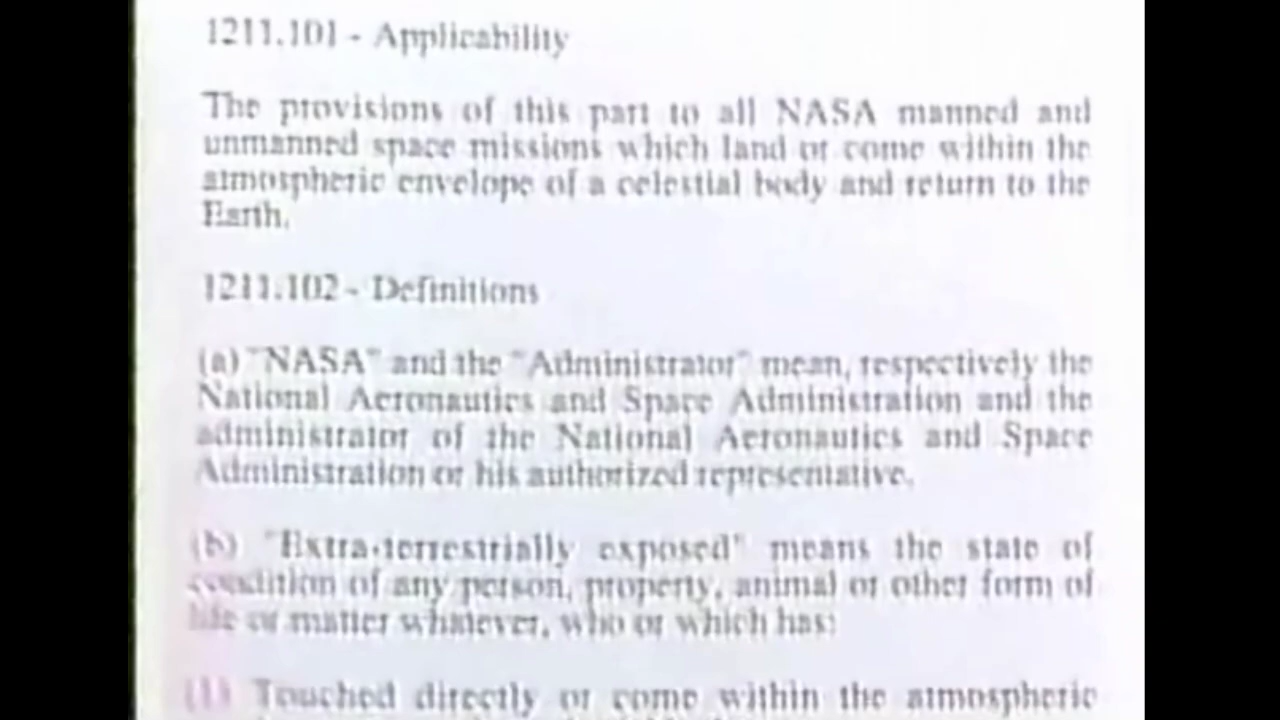 1211.101 - Applicability
The provisions of this part to all NASA manned and
unmanned space missions which land or come within the
atmospheric envelope of a celestial body and return to the
Earth.
1211.102 - Definitions
(a) "NASA" and the "Administrator" mean, respectively the
National Aeronautics and Space Administration and the
administrator of the National Aeronautics and Space
Administration or his authorized representative.
(b) "Extra-terrestrially exposed" means the state of
condition of any person, property, animal or other form of
life or matter whatever, who or which has:
(1) Touched directly or come within the atmospheric